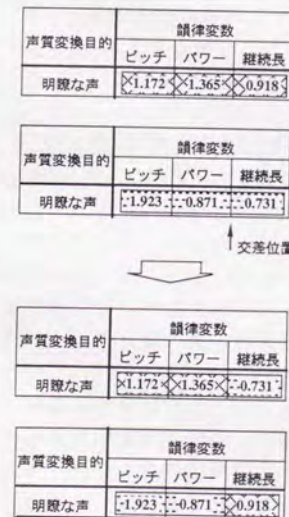 声質変換目的 韻律変数
ピッチ パワー 継続長
明瞭な声 1.172 1.365 0.918
声質変換目的 韻律変数
ピッチ パワー 継続長
明瞭な声 1.923 0.871 0.731
交差位置
声質変換目的 韻律変数
ピッチ パワー 継続長
明瞭な声 1.172 1.365 0.731
声質変換目的 韻律変数
ピッチ パワー 継続長
明瞭な声 1.923 0.871 0.918